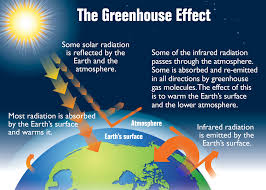 The Greenhouse Effect
Some solar radiation
is reflected by the
Earth and the
atmosphere.
Some of the infrared radiation
passes through the atmosphere.
Some is absorbed and re-emitted
in all directions by greenhouse
gas molecules. The effect of this
is to warm the Earth's surface
and the lower atmosphere.
Most radiation is absorbed
by the Earth's surface
and warms it.
Atmosphere
Earth's surface
Infrared radiation
is emitted by the
Earth's surface.